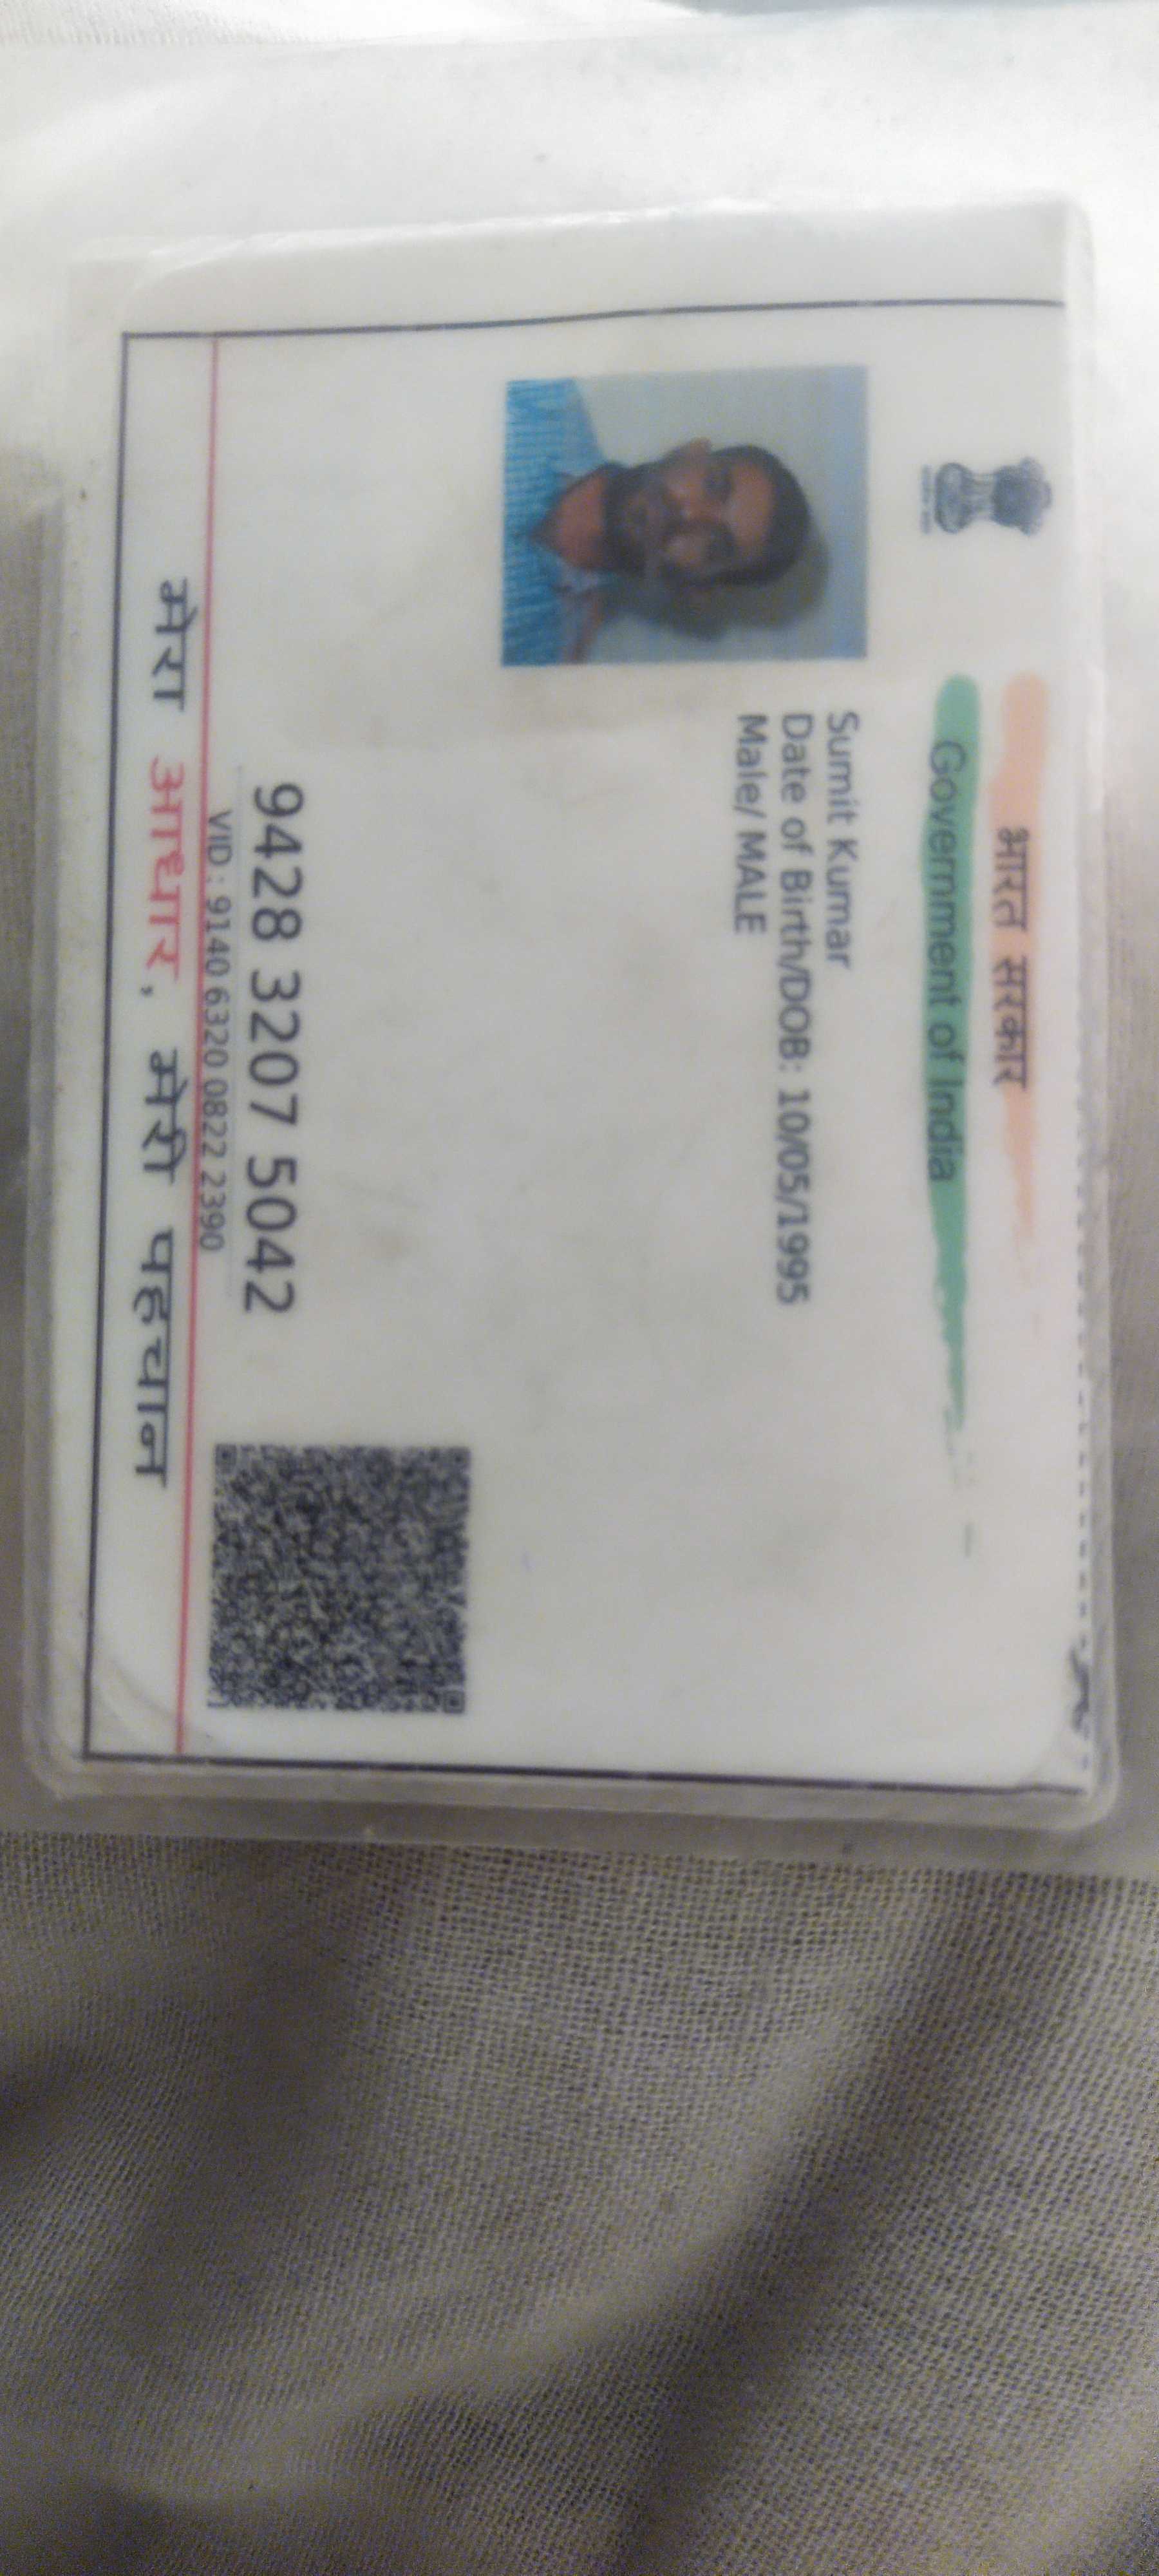 भारत सरकार
Government of India
Sumit Kumar
Date of Birth/DOB: 10/05/1995
Male/ MALE
9428 3207 5042
VID : 9140 6320 0822 2390
मेरा आधार, मेरी पहचान